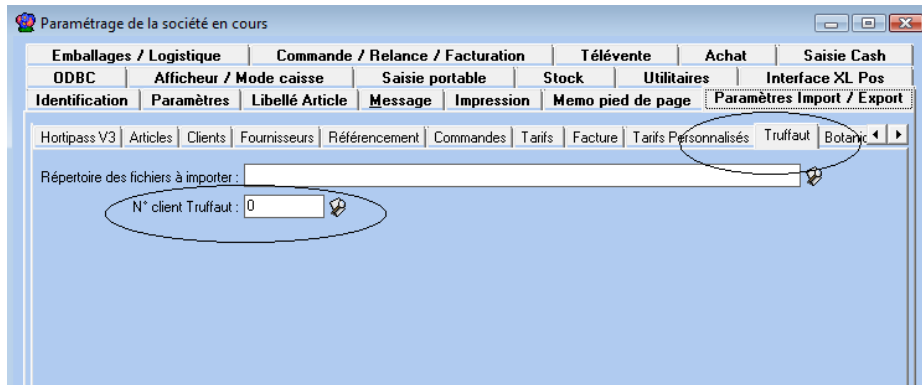 Paramétrage de la société en cours
Emballages / Logistique Commande / Relance / Facturation Télévente Achat Saisie Cash
ODBC Afficheur / Mode caisse Saisie portable Stock Utilitaires Interface XL Pos
Identification Paramètres Libellé Article Message Impression Memo pied de page Paramètres Import / Export
Hortipass V3 Articles Clients Fournisseurs Référencement Commandes Tarifs Facture Tarifs Personnalisés Truffaut Botanic
Répertoire des fichiers à importer :
N° client Truffaut : 0